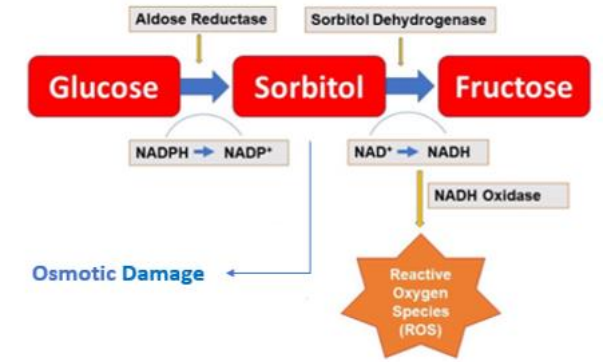 Aldose Reductase
Sorbitol Dehydrogenase
Glucose
Sorbitol
Fructose
NADPH → NADP⁺
NAD⁺ → NADH
NADH Oxidase
Osmotic Damage
Reactive
Oxygen
Species
(ROS)